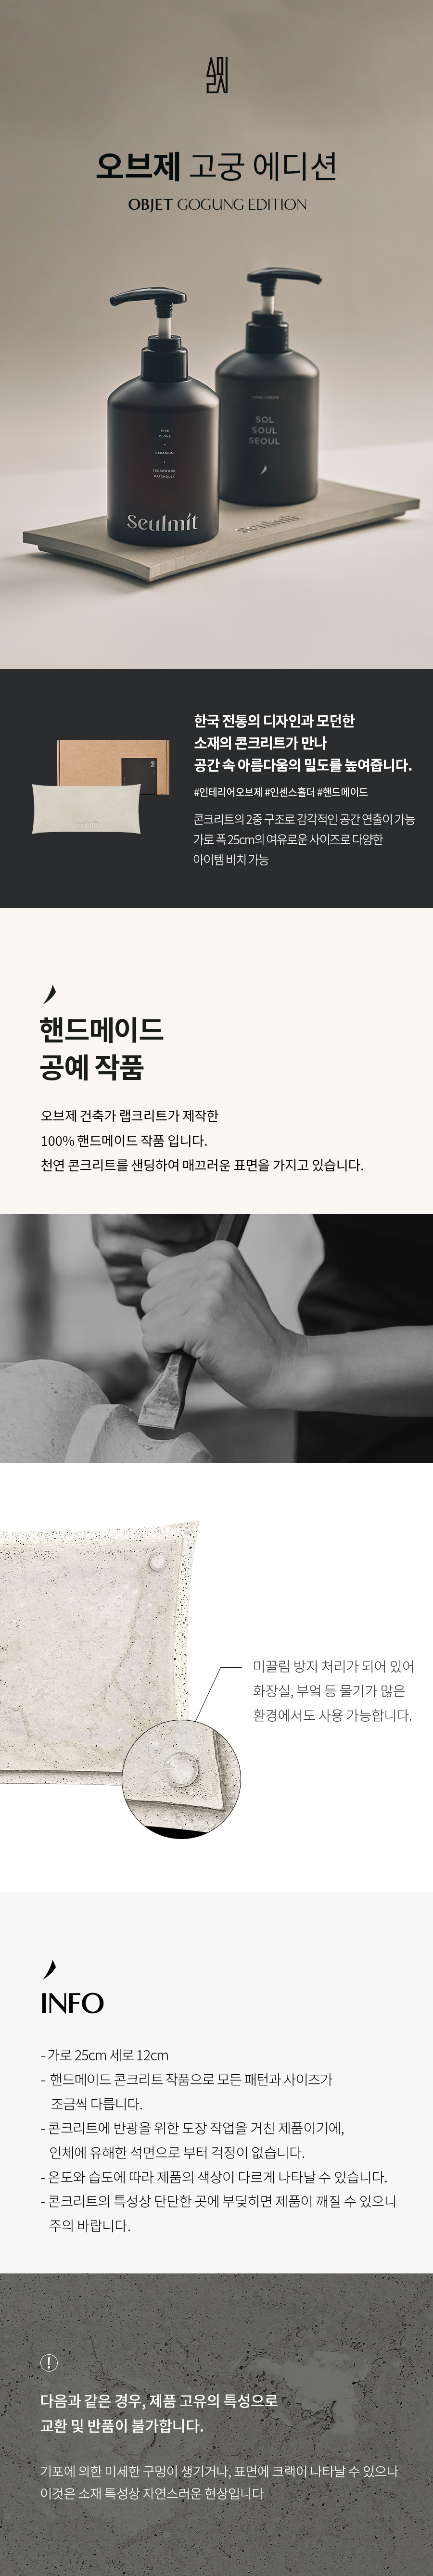 오브제 고궁 에디션
OBJET GOGUNG EDITION
HAND CREAM
SOL
SOUL
SEOUL
PINK
CLOVE
GERANIUM
CEDARWOOD
PATCHOULI
Seulmit
Seulmit
한국 전통의 디자인과 모던한
소재의 콘크리트가 만나
공간 속 아름다움의 밀도를 높여줍니다.
#인테리어오브제 #인센스홀더 #핸드메이드
콘크리트의 2중 구조로 감각적인 공간 연출이 가능
가로 폭 25cm의 여유로운 사이즈로 다양한
아이템 비치 가능
Seulmit
핸드메이드
공예 작품
오브제 건축가 랩크리트가 제작한
100% 핸드메이드 작품 입니다.
천연 콘크리트를 샌딩하여 매끄러운 표면을 가지고 있습니다.
미끌림 방지 처리가 되어 있어
화장실, 부엌 등 물기가 많은
환경에서도 사용 가능합니다.
INFO
- 가로 25cm 세로 12cm
- 핸드메이드 콘크리트 작품으로 모든 패턴과 사이즈가
조금씩 다릅니다.
- 콘크리트에 반광을 위한 도장 작업을 거친 제품이기에,
인체에 유해한 석면으로 부터 걱정이 없습니다.
- 온도와 습도에 따라 제품의 색상이 다르게 나타날 수 있습니다.
- 콘크리트의 특성상 단단한 곳에 부딪히면 제품이 깨질 수 있으니
주의 바랍니다.
다음과 같은 경우, 제품 고유의 특성으로
교환 및 반품이 불가합니다.
기포에 의한 미세한 구멍이 생기거나, 표면에 크랙이 나타날 수 있으나
이것은 소재 특성상 자연스러운 현상입니다